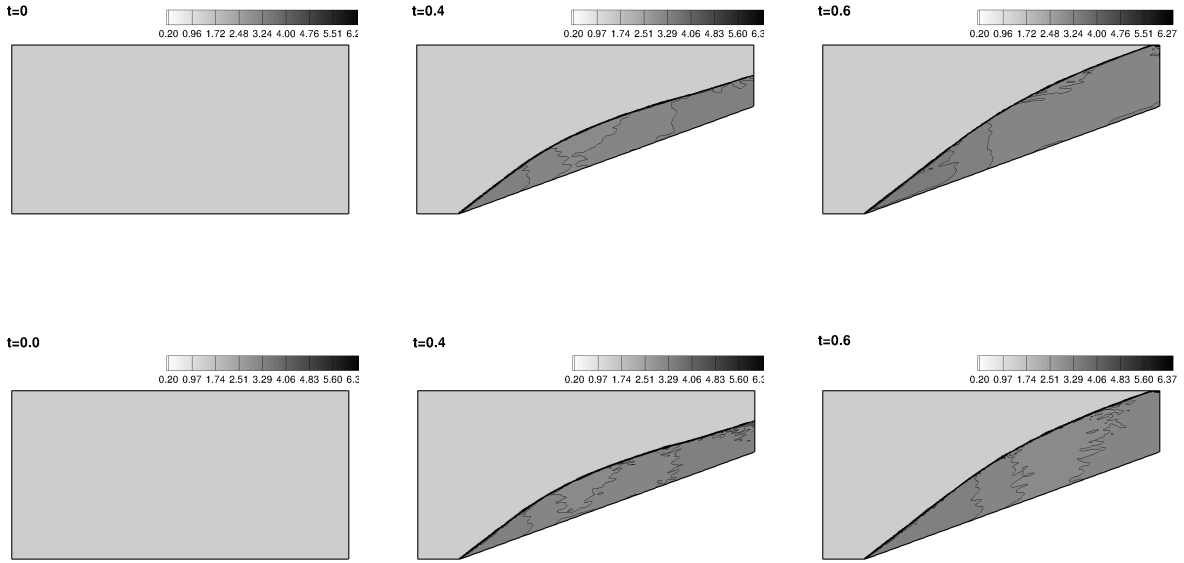 t=0
0.20 0.96 1.72 2.48 3.24 4.00 4.76 5.51 6.2
t=0.4
0.20 0.97 1.74 2.51 3.29 4.06 4.83 5.60 6.3
t=0.6
0.20 0.96 1.72 2.48 3.24 4.00 4.76 5.51 6.27
t=0.0
0.20 0.97 1.74 2.51 3.29 4.06 4.83 5.60 6.3
t=0.4
0.20 0.97 1.74 2.51 3.29 4.06 4.83 5.60 6.3
t=0.6
0.20 0.97 1.74 2.51 3.29 4.06 4.83 5.60 6.37